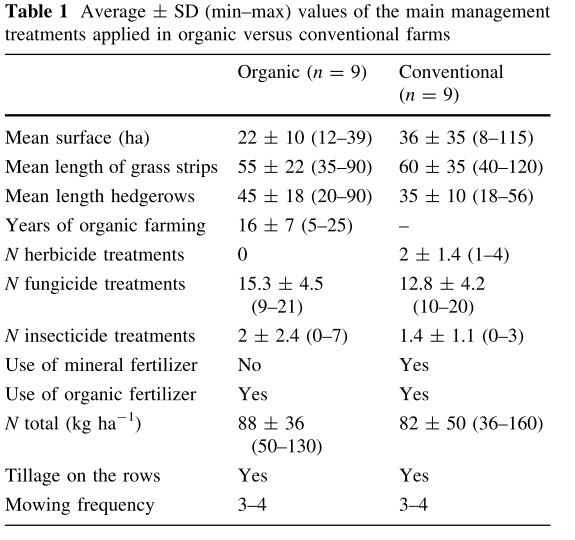 Table 1 Average ± SD (min–max) values of the main management
treatments applied in organic versus conventional farms
Organic (n = 9) Conventional
(n = 9)
Mean surface (ha) 22 ± 10 (12–39) 36 ± 35 (8–115)
Mean length of grass strips 55 ± 22 (35–90) 60 ± 35 (40–120)
Mean length hedgerows 45 ± 18 (20–90) 35 ± 10 (18–56)
Years of organic farming 16 ± 7 (5–25) –
N herbicide treatments 0 2 ± 1.4 (1–4)
N fungicide treatments 15.3 ± 4.5 12.8 ± 4.2
(9–21) (10–20)
N insecticide treatments 2 ± 2.4 (0–7) 1.4 ± 1.1 (0–3)
Use of mineral fertilizer No Yes
Use of organic fertilizer Yes Yes
N total (kg ha⁻¹) 88 ± 36 82 ± 50 (36–160)
(50–130)
Tillage on the rows Yes Yes
Mowing frequency 3–4 3–4